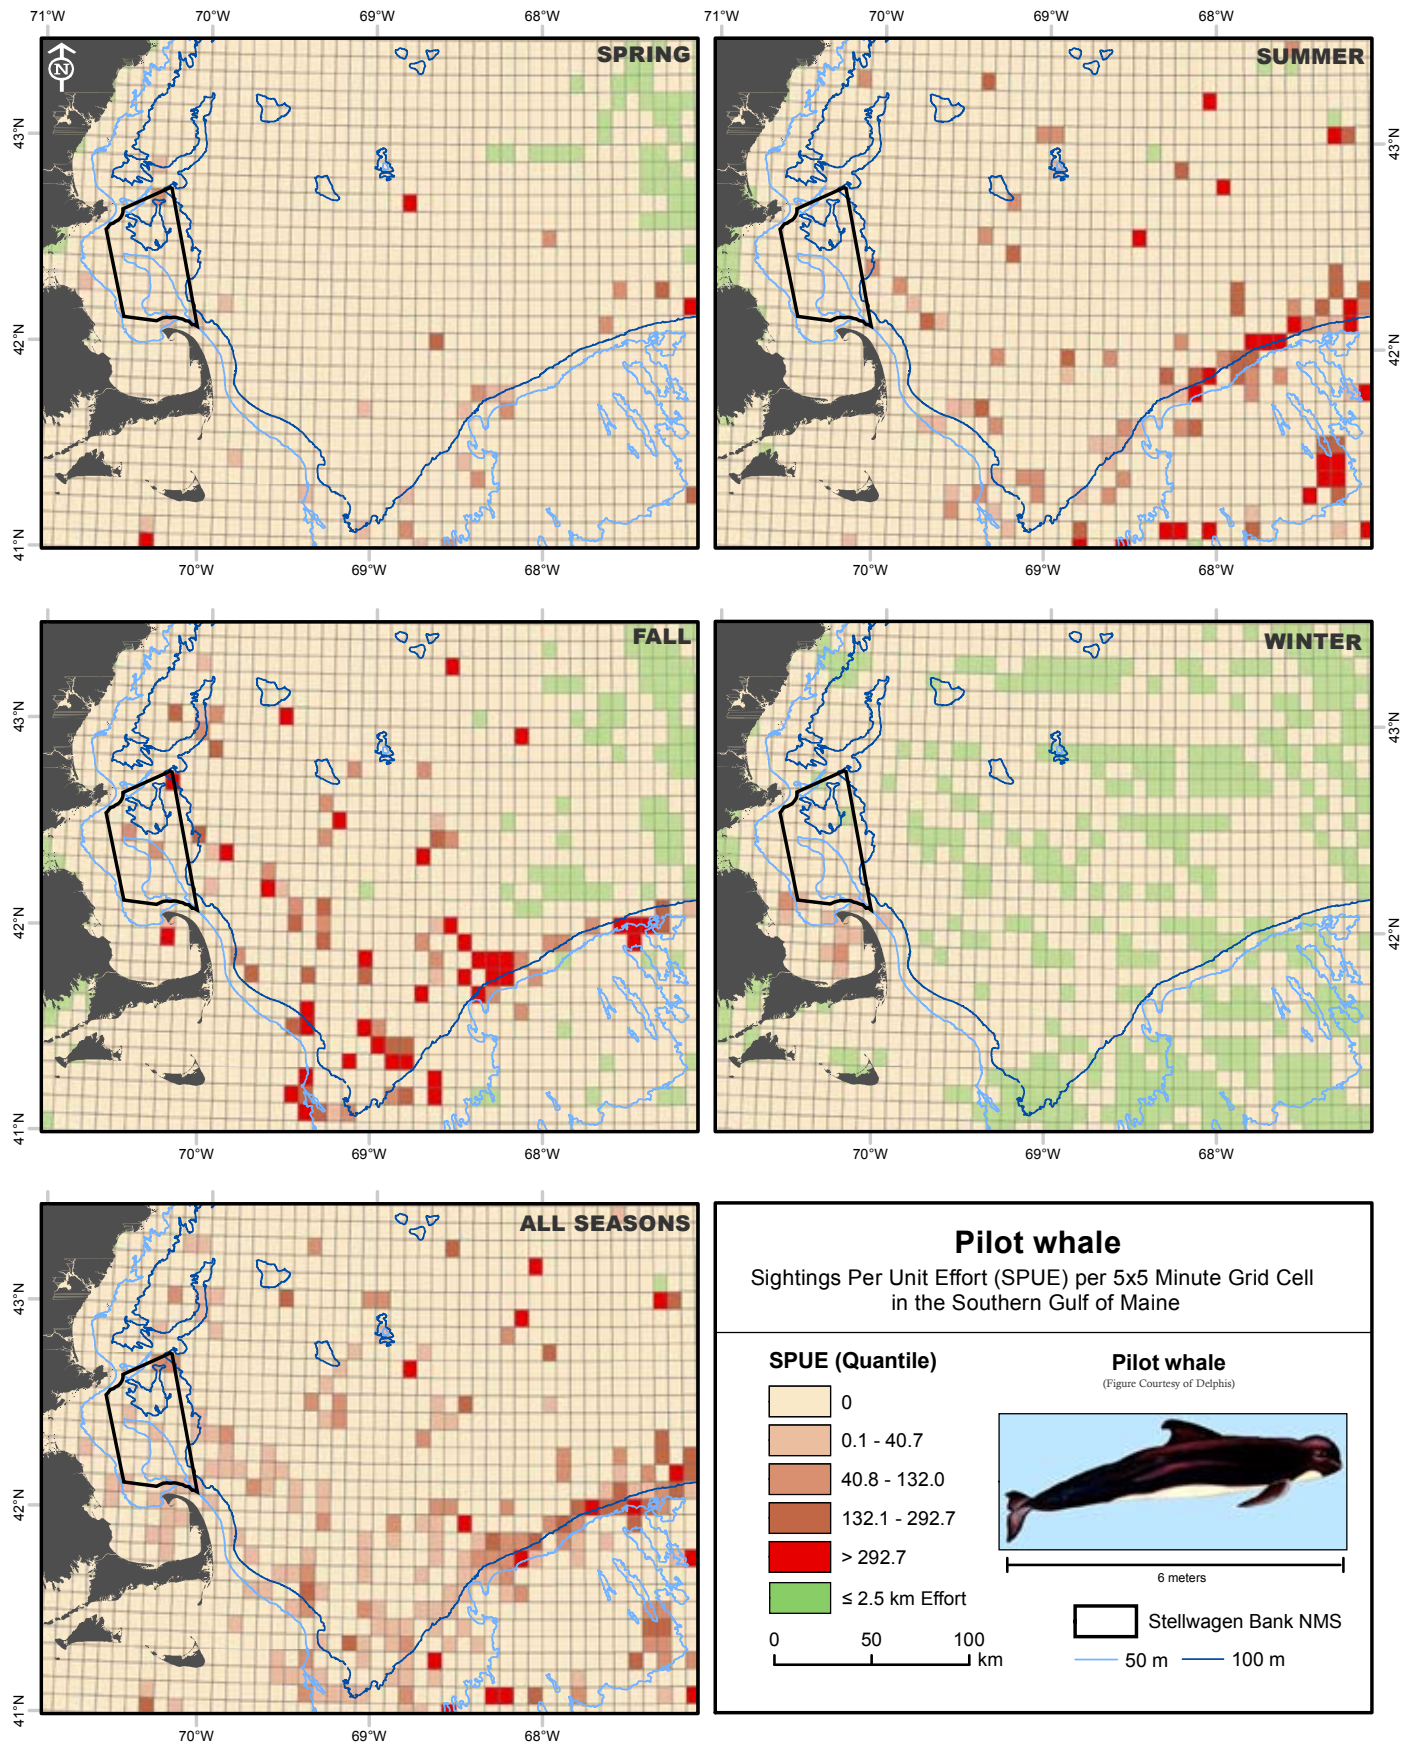 71°W 70°W 69°W 68°W 70°W 69°W 68°W
N
SPRING
SUMMER
43°N
42°N
41°N
43°N
42°N
70°W 69°W 68°W 70°W 69°W 68°W
FALL
WINTER
43°N
42°N
41°N
43°N
42°N
70°W 69°W 68°W 70°W 69°W 68°W
ALL SEASONS
43°N
42°N
41°N
70°W 69°W 68°W
Pilot whale
Sightings Per Unit Effort (SPUE) per 5x5 Minute Grid Cell
in the Southern Gulf of Maine
SPUE (Quantile)
0
0.1 - 40.7
40.8 - 132.0
132.1 - 292.7
> 292.7
≤ 2.5 km Effort
0 50 100
km
Pilot whale
(Figure Courtesy of Delphis)
6 meters
Stellwagen Bank NMS
50 m 100 m